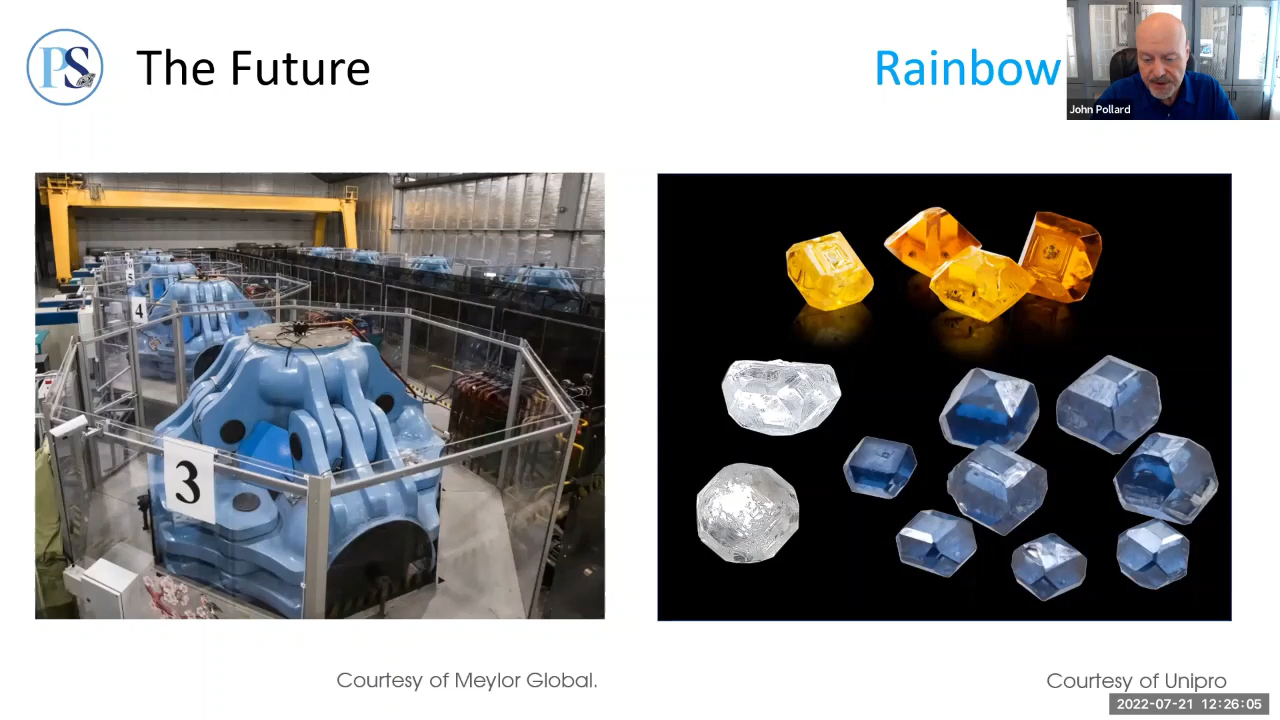 PS
The Future
Rainbow
John Pollard
5
4
3
Courtesy of Meylor Global.
Courtesy of Unipro
2022-07-21 12:26:05